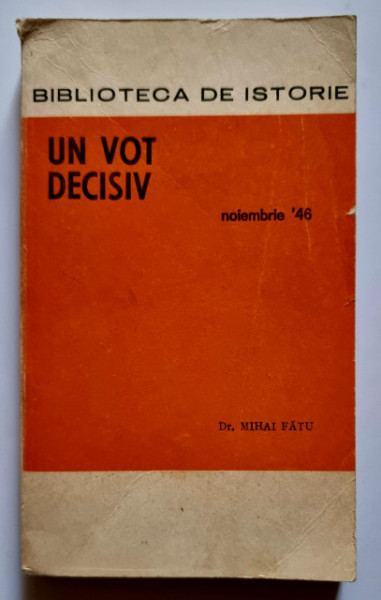 BIBLIOTECA DE ISTORIE
UN VOT
DECISIV
noiembrie '46
Dr. MIHAI FĂTU